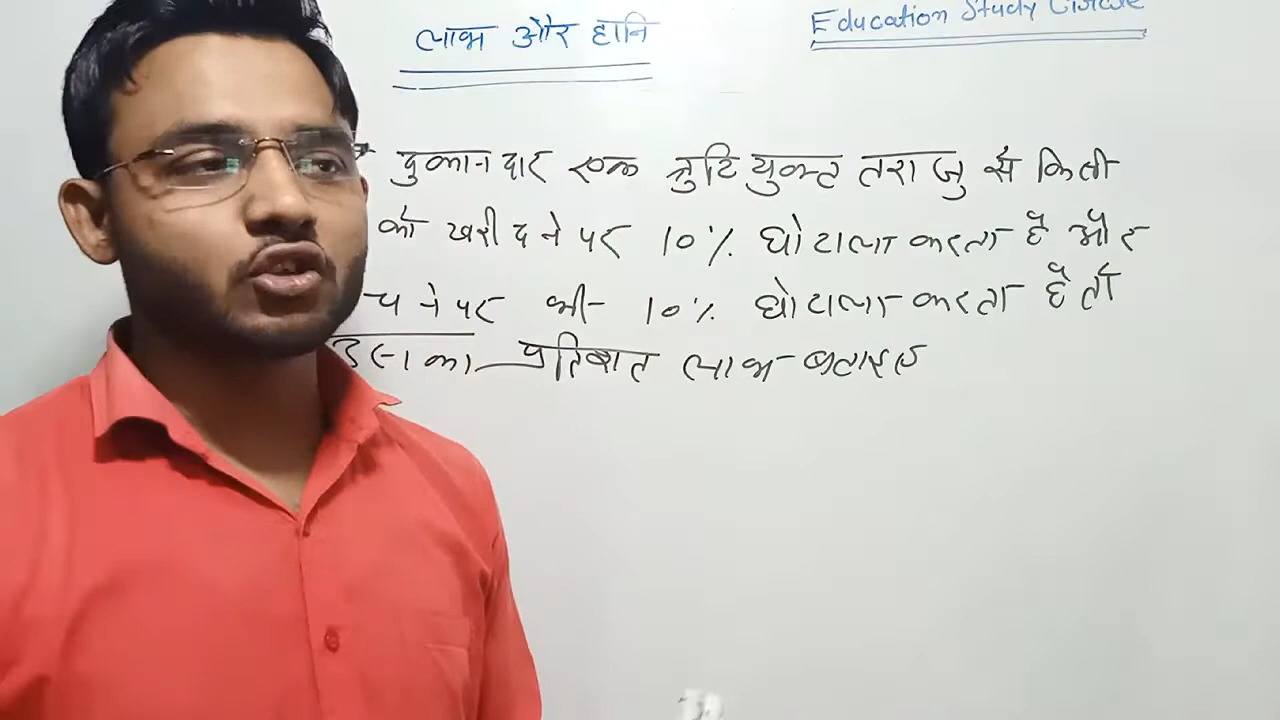 लाभ और हानि
Education Study Circle
दुकानदार एक त्रुटियुक्त तराजु से किसी
को खरीदने पर 10% घोटाला करता है और
चने पर भी 10% घोटाला करता है तो
उसका प्रतिशत लाभ बताइए